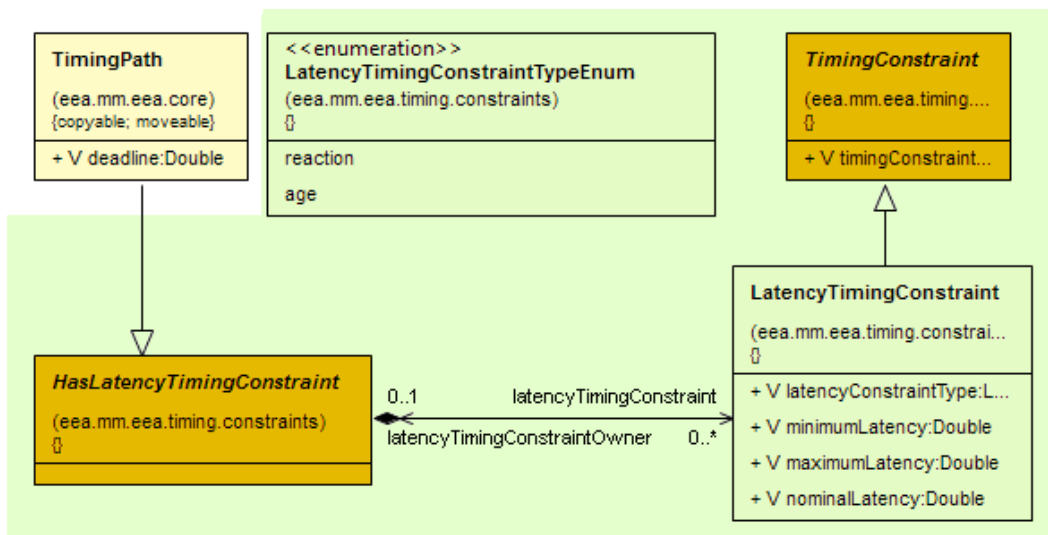 TimingPath
(eea.mm.eea.core)
{copyable; moveable}
+ V deadline:Double
<<enumeration>>
LatencyTimingConstraintTypeEnum
(eea.mm.eea.timing.constraints)
{}
reaction
age
TimingConstraint
(eea.mm.eea.timing....
{}
+ V timingConstraint...
LatencyTimingConstraint
(eea.mm.eea.timing.constrai...
{}
+ V latencyConstraintType:L...
+ V minimumLatency:Double
+ V maximumLatency:Double
+ V nominalLatency:Double
HasLatencyTimingConstraint
(eea.mm.eea.timing.constraints)
{}
0..1 latencyTimingConstraint
latencyTimingConstraintOwner 0..*